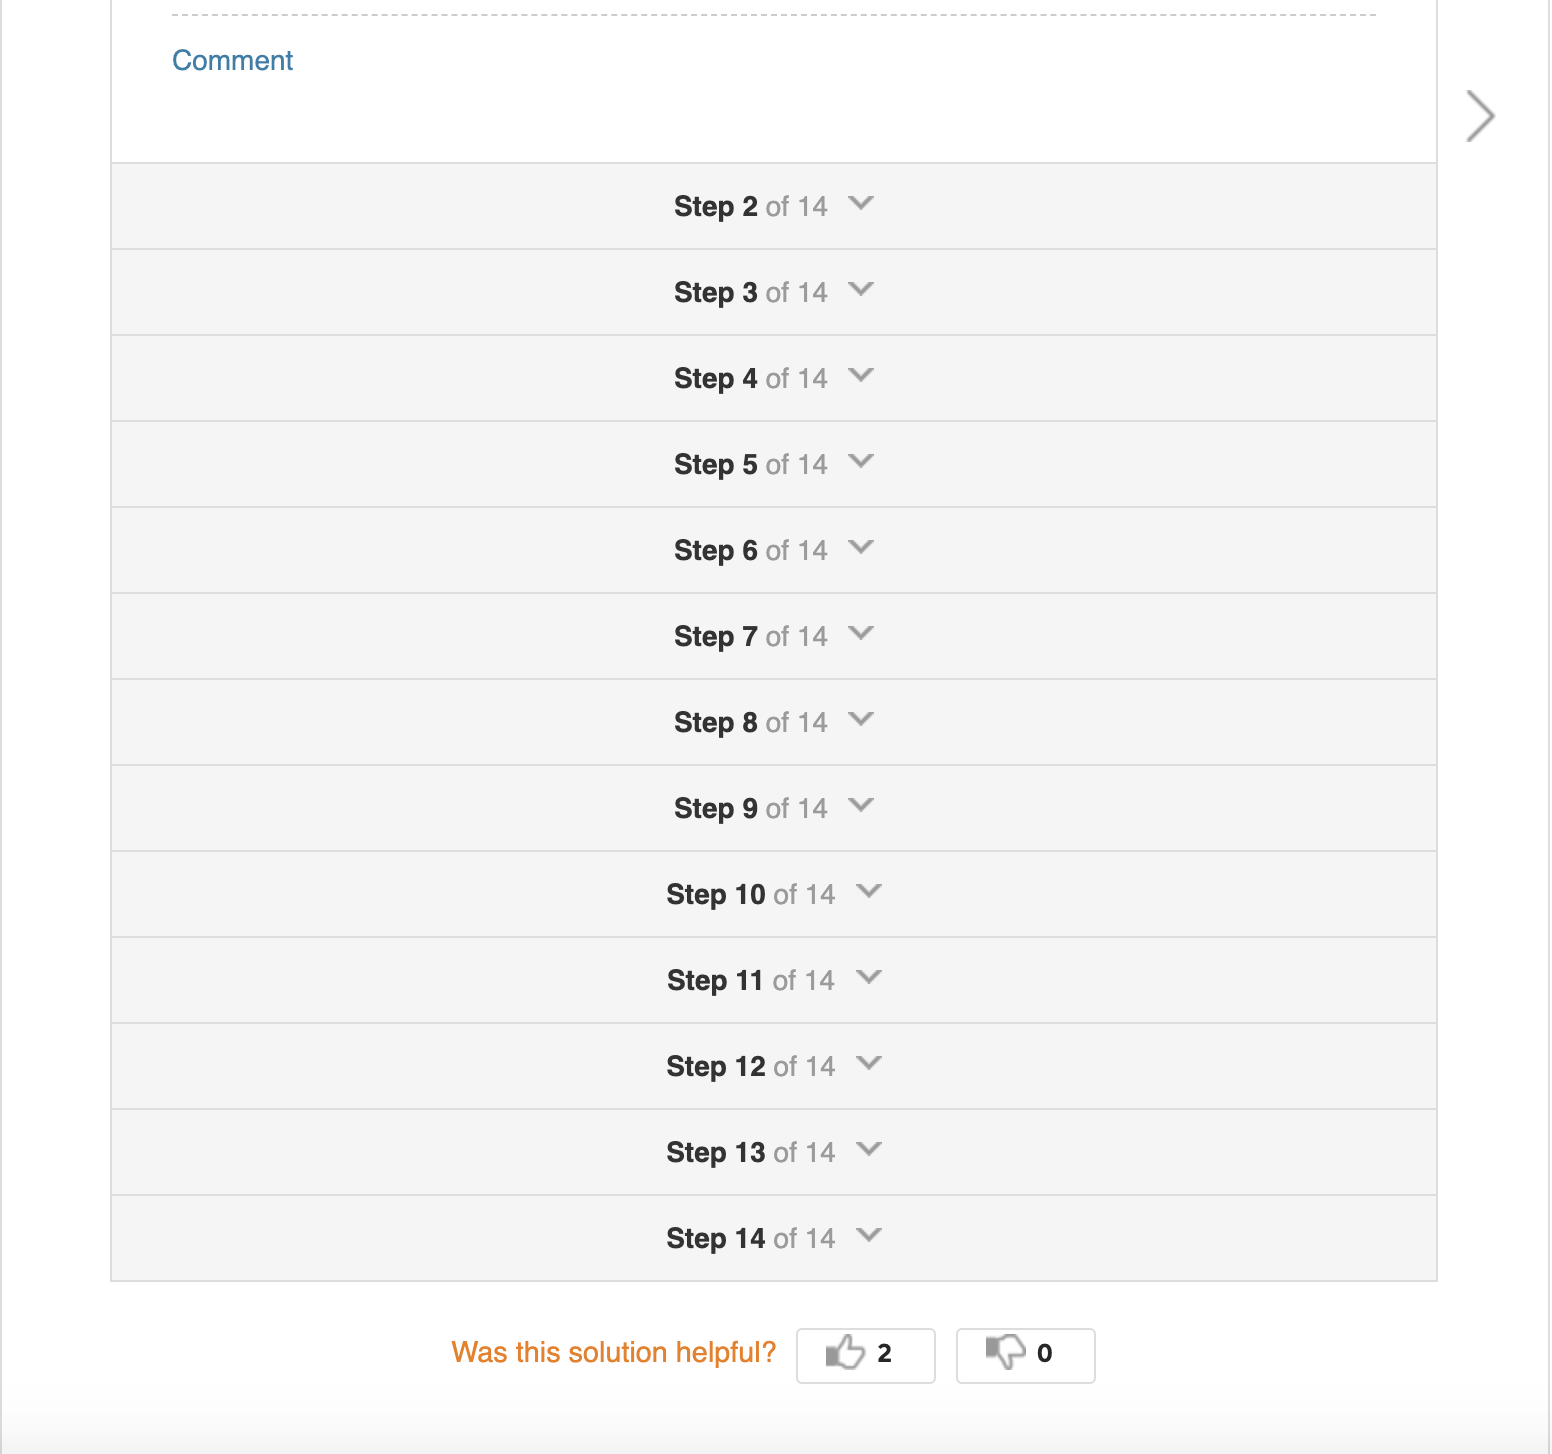 Comment
Step 2 of 14
Step 3 of 14
Step 4 of 14
Step 5 of 14
Step 6 of 14
Step 7 of 14
Step 8 of 14
Step 9 of 14
Step 10 of 14
Step 11 of 14
Step 12 of 14
Step 13 of 14
Step 14 of 14
Was this solution helpful? 2 0